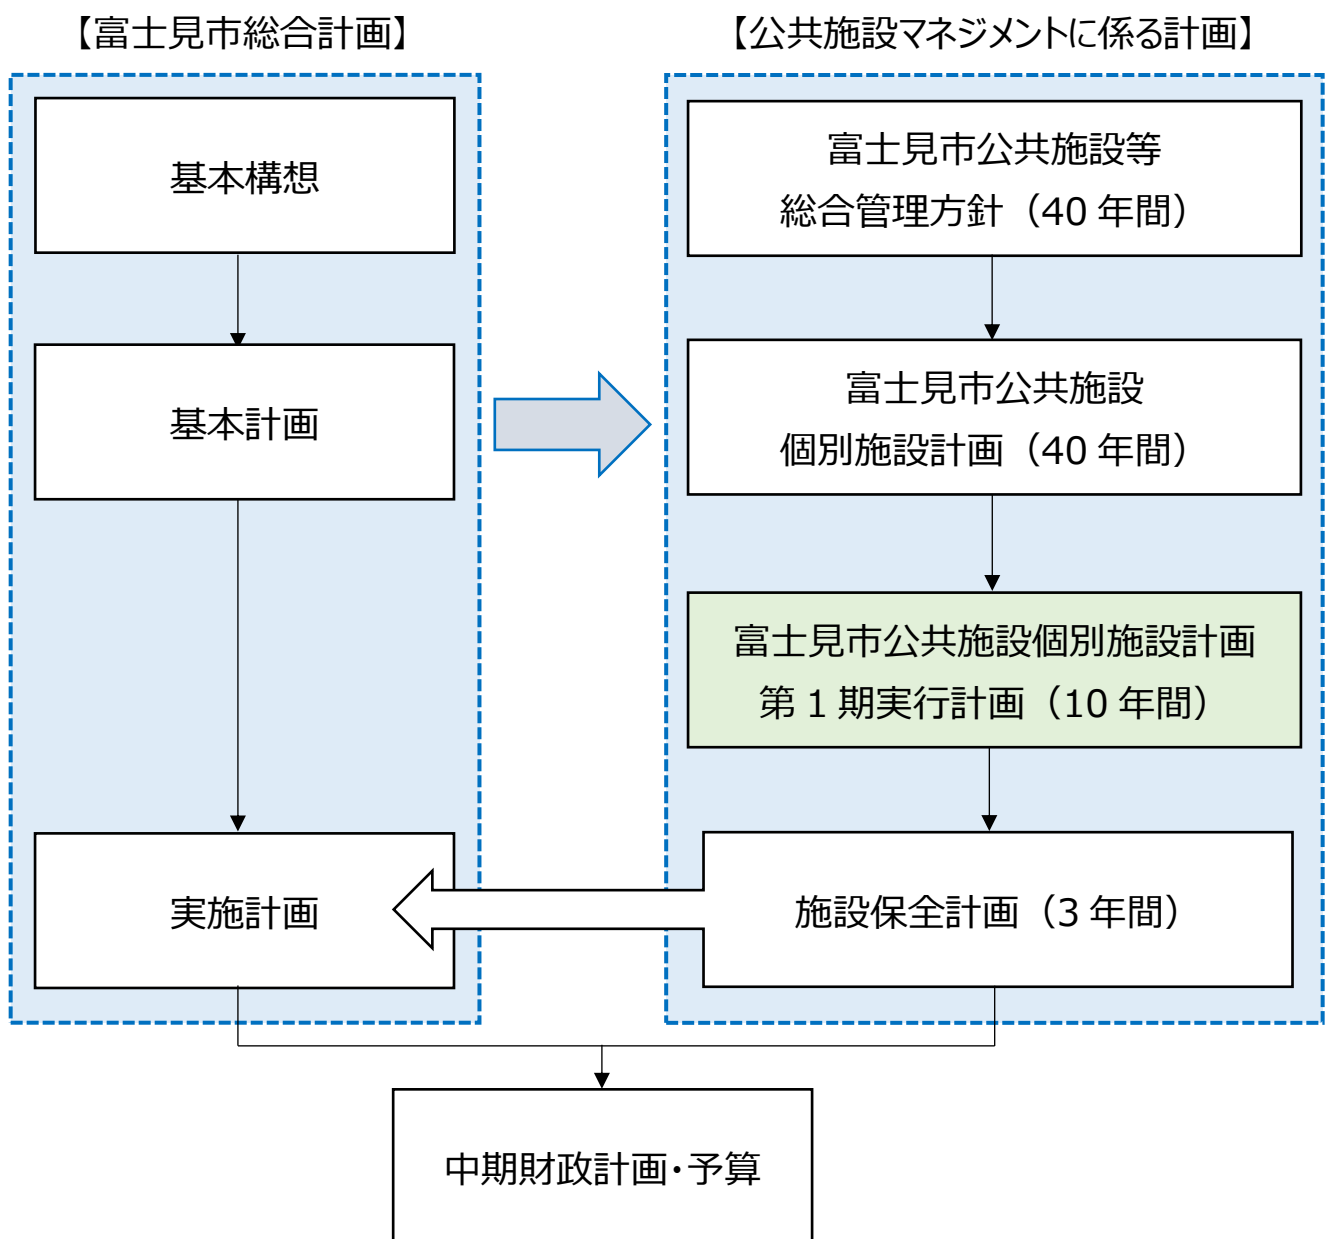 【富士見市総合計画】
基本構想
基本計画
実施計画
【公共施設マネジメントに係る計画】
富士見市公共施設等
総合管理方針（40 年間）
富士見市公共施設
個別施設計画（40 年間）
富士見市公共施設個別施設計画
第 1 期実行計画（10 年間）
施設保全計画（3 年間）
中期財政計画・予算